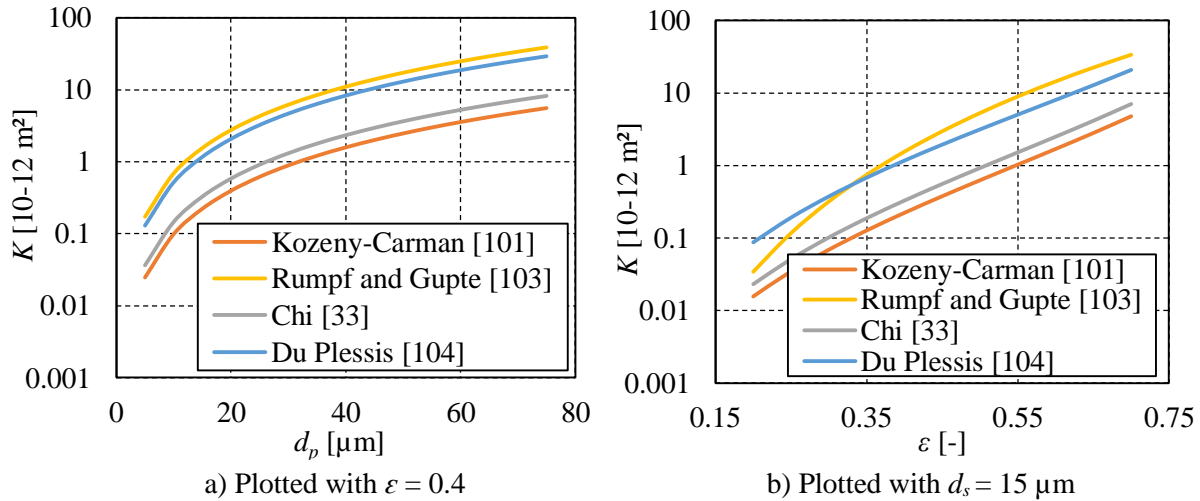 100
10
1
0.1
0.01
0.001
K [10-12 m²]
Kozeny-Carman [101]
Rumpf and Gupte [103]
Chi [33]
Du Plessis [104]
0 20 40 60 80
dₚ [µm]
a) Plotted with ε = 0.4
100
10
1
0.1
0.01
0.001
K [10-12 m²]
Kozeny-Carman [101]
Rumpf and Gupte [103]
Chi [33]
Du Plessis [104]
0.15 0.35 0.55 0.75
ε [-]
b) Plotted with dₛ = 15 µm